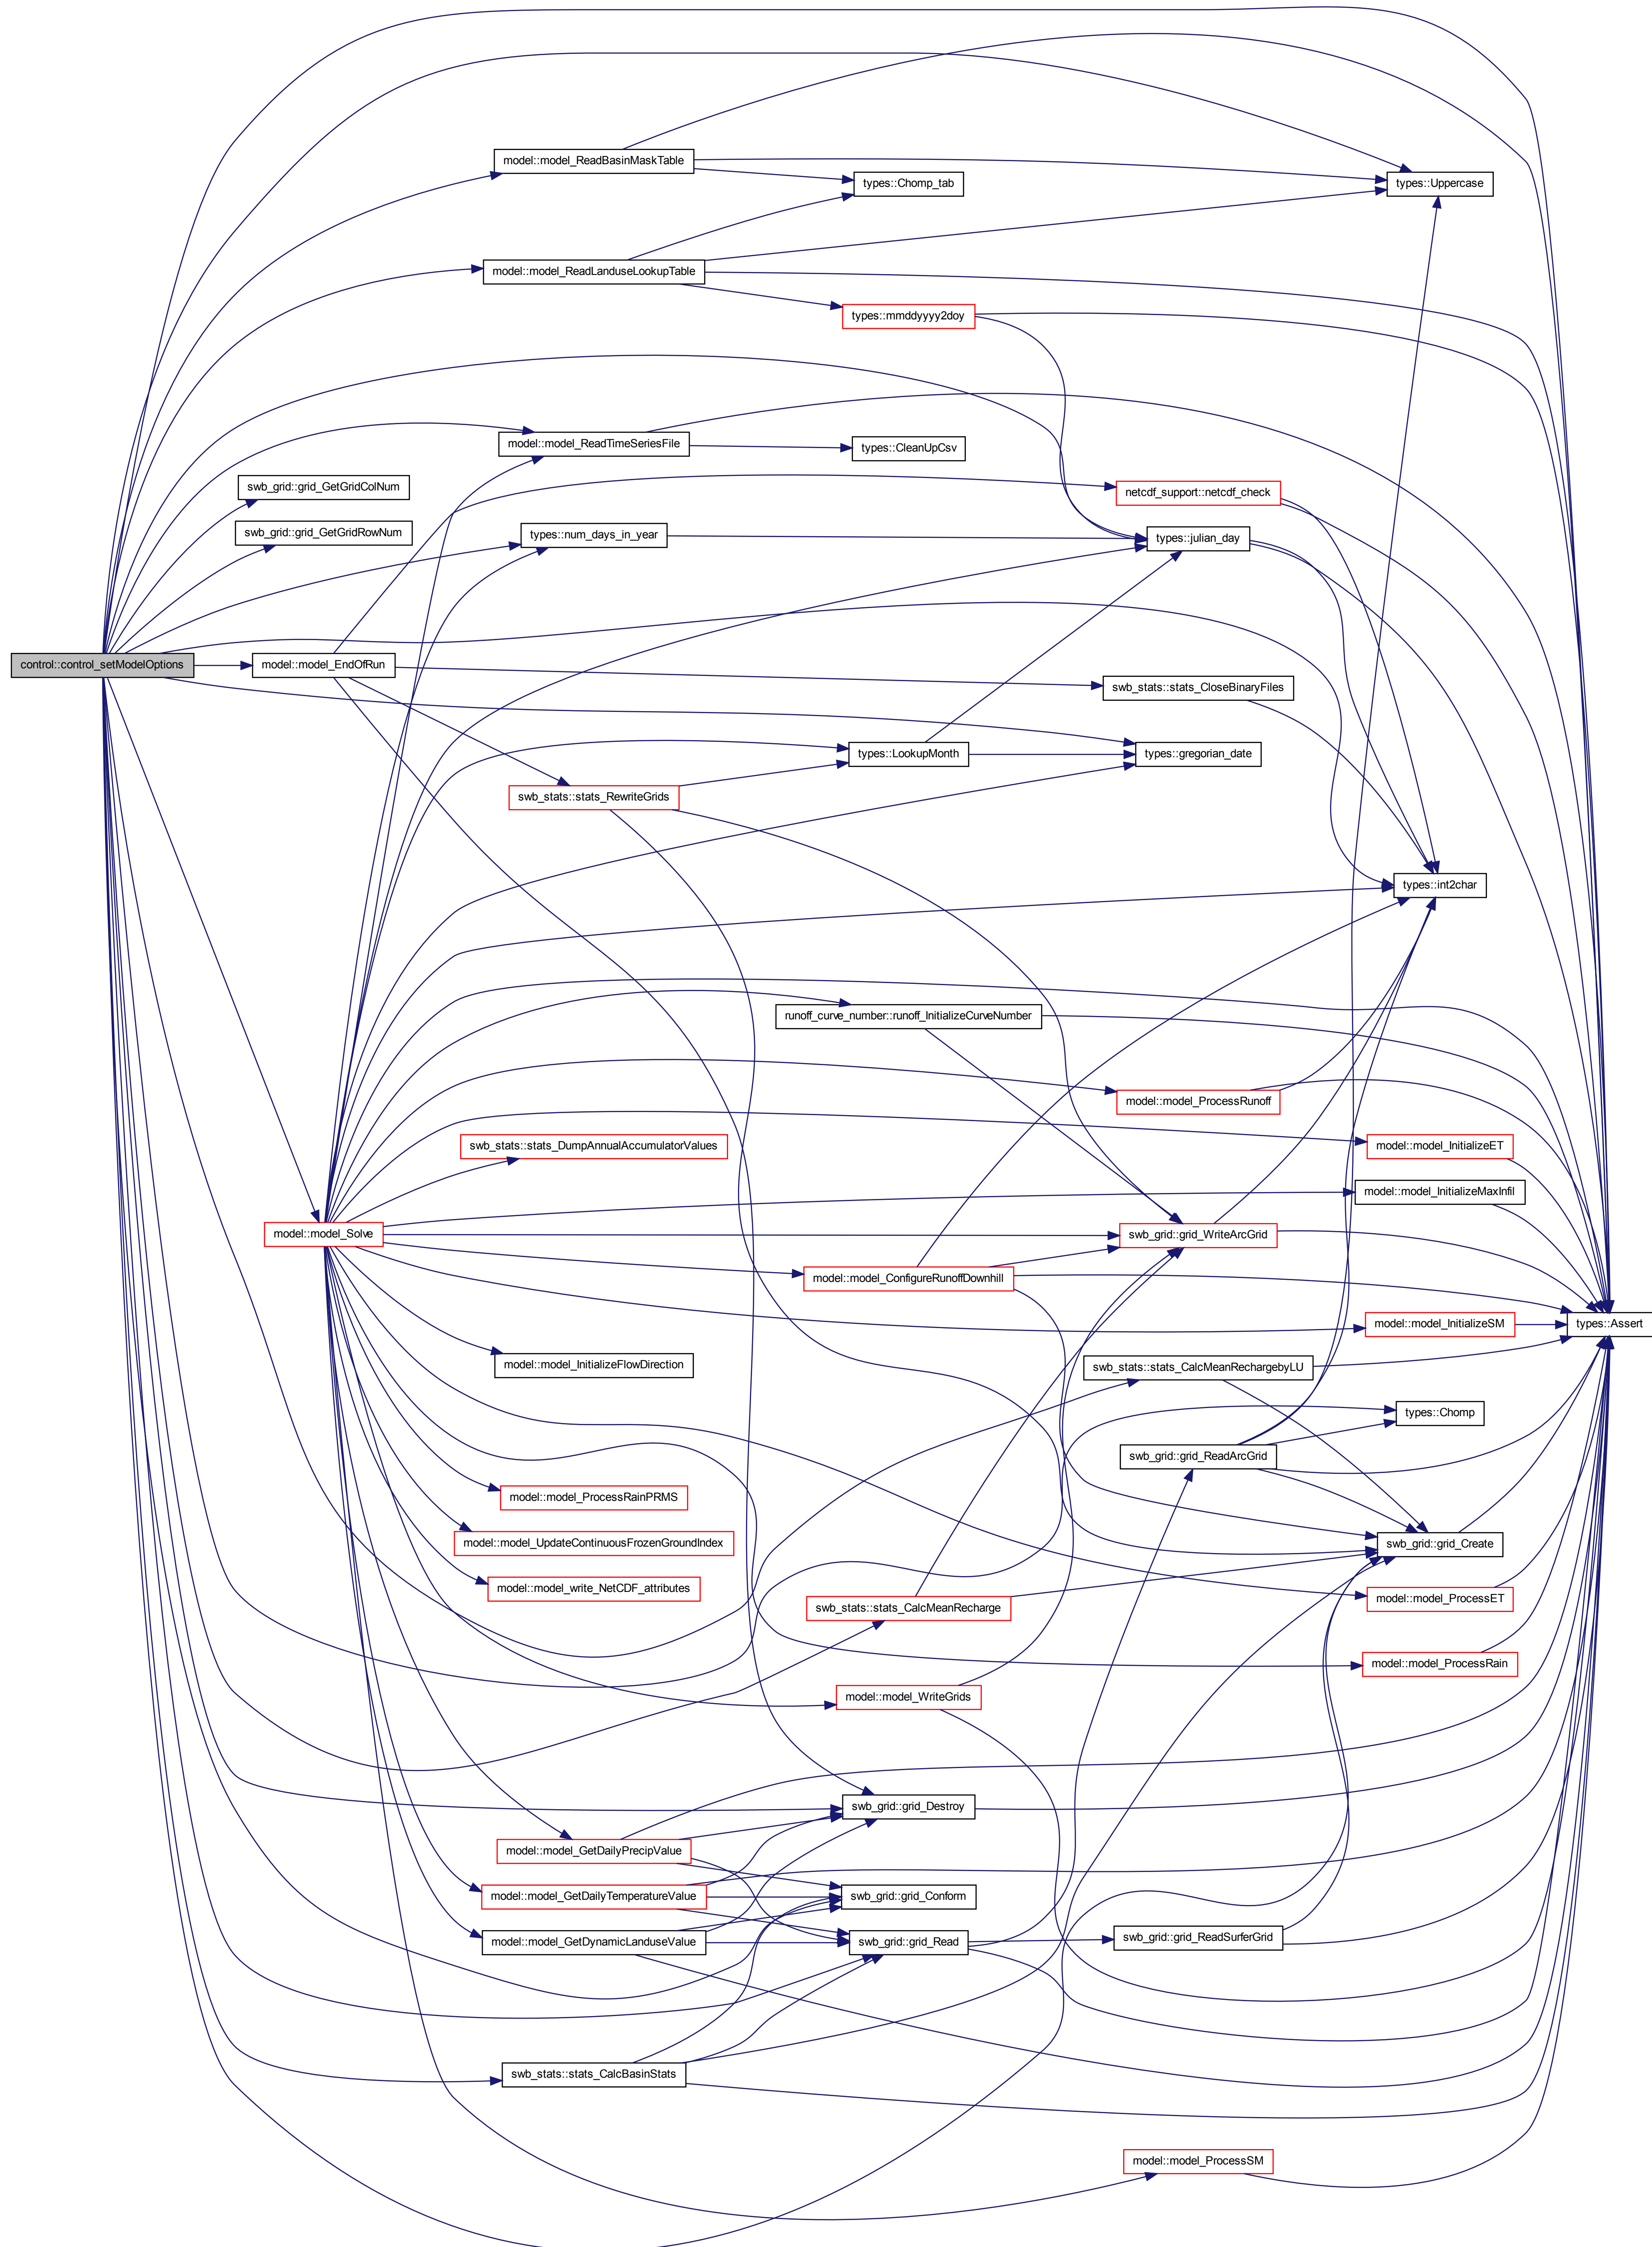 model::model_ReadBasinMaskTable
types::Chomp_tab
types::Uppercase
model::model_ReadLanduseLookupTable
types::mmddyyyy2doy
model::model_ReadTimeSeriesFile
types::CleanUpCsv
swb_grid::grid_GetGridColNum
netcdf_support::netcdf_check
swb_grid::grid_GetGridRowNum
types::num_days_in_year
types::julian_day
control::control_setModelOptions
model::model_EndOfRun
swb_stats::stats_CloseBinaryFiles
types::LookupMonth
types::gregorian_date
swb_stats::stats_RewriteGrids
types::int2char
runoff_curve_number::runoff_InitializeCurveNumber
model::model_ProcessRunoff
swb_stats::stats_DumpAnnualAccumulatorValues
model::model_InitializeET
model::model_InitializeMaxInfil
model::model_Solve
swb_grid::grid_WriteArcGrid
model::model_ConfigureRunoffDownhill
model::model_InitializeSM
types::Assert
model::model_InitializeFlowDirection
swb_stats::stats_CalcMeanRechargebyLU
types::Chomp
swb_grid::grid_ReadArcGrid
model::model_ProcessRainPRMS
model::model_UpdateContinuousFrozenGroundIndex
swb_grid::grid_Create
model::model_write_NetCDF_attributes
model::model_ProcessET
swb_stats::stats_CalcMeanRecharge
model::model_ProcessRain
model::model_WriteGrids
swb_grid::grid_Destroy
model::model_GetDailyPrecipValue
model::model_GetDailyTemperatureValue
swb_grid::grid_Conform
model::model_GetDynamicLanduseValue
swb_grid::grid_Read
swb_grid::grid_ReadSurferGrid
swb_stats::stats_CalcBasinStats
model::model_ProcessSM